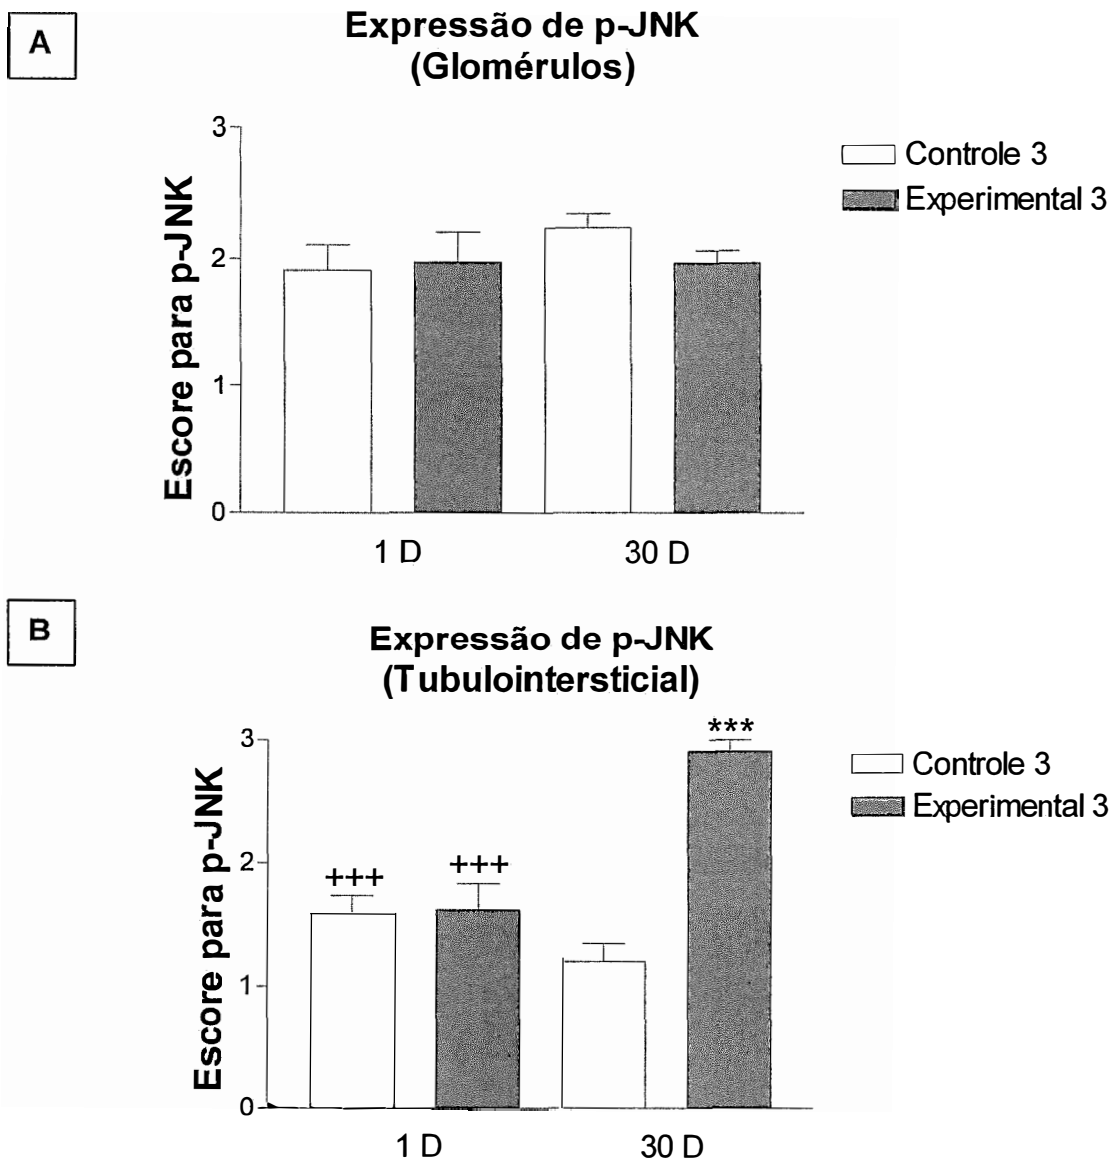 A
Expressão de p-JNK
(Glomérulos)
Escore para p-JNK
3
2
1
0
1 D
30 D
Controle 3
Experimental 3
B
Expressão de p-JNK
(Tubulointersticial)
Escore para p-JNK
3
2
1
0
+++
+++
***
1 D
30 D
Controle 3
Experimental 3